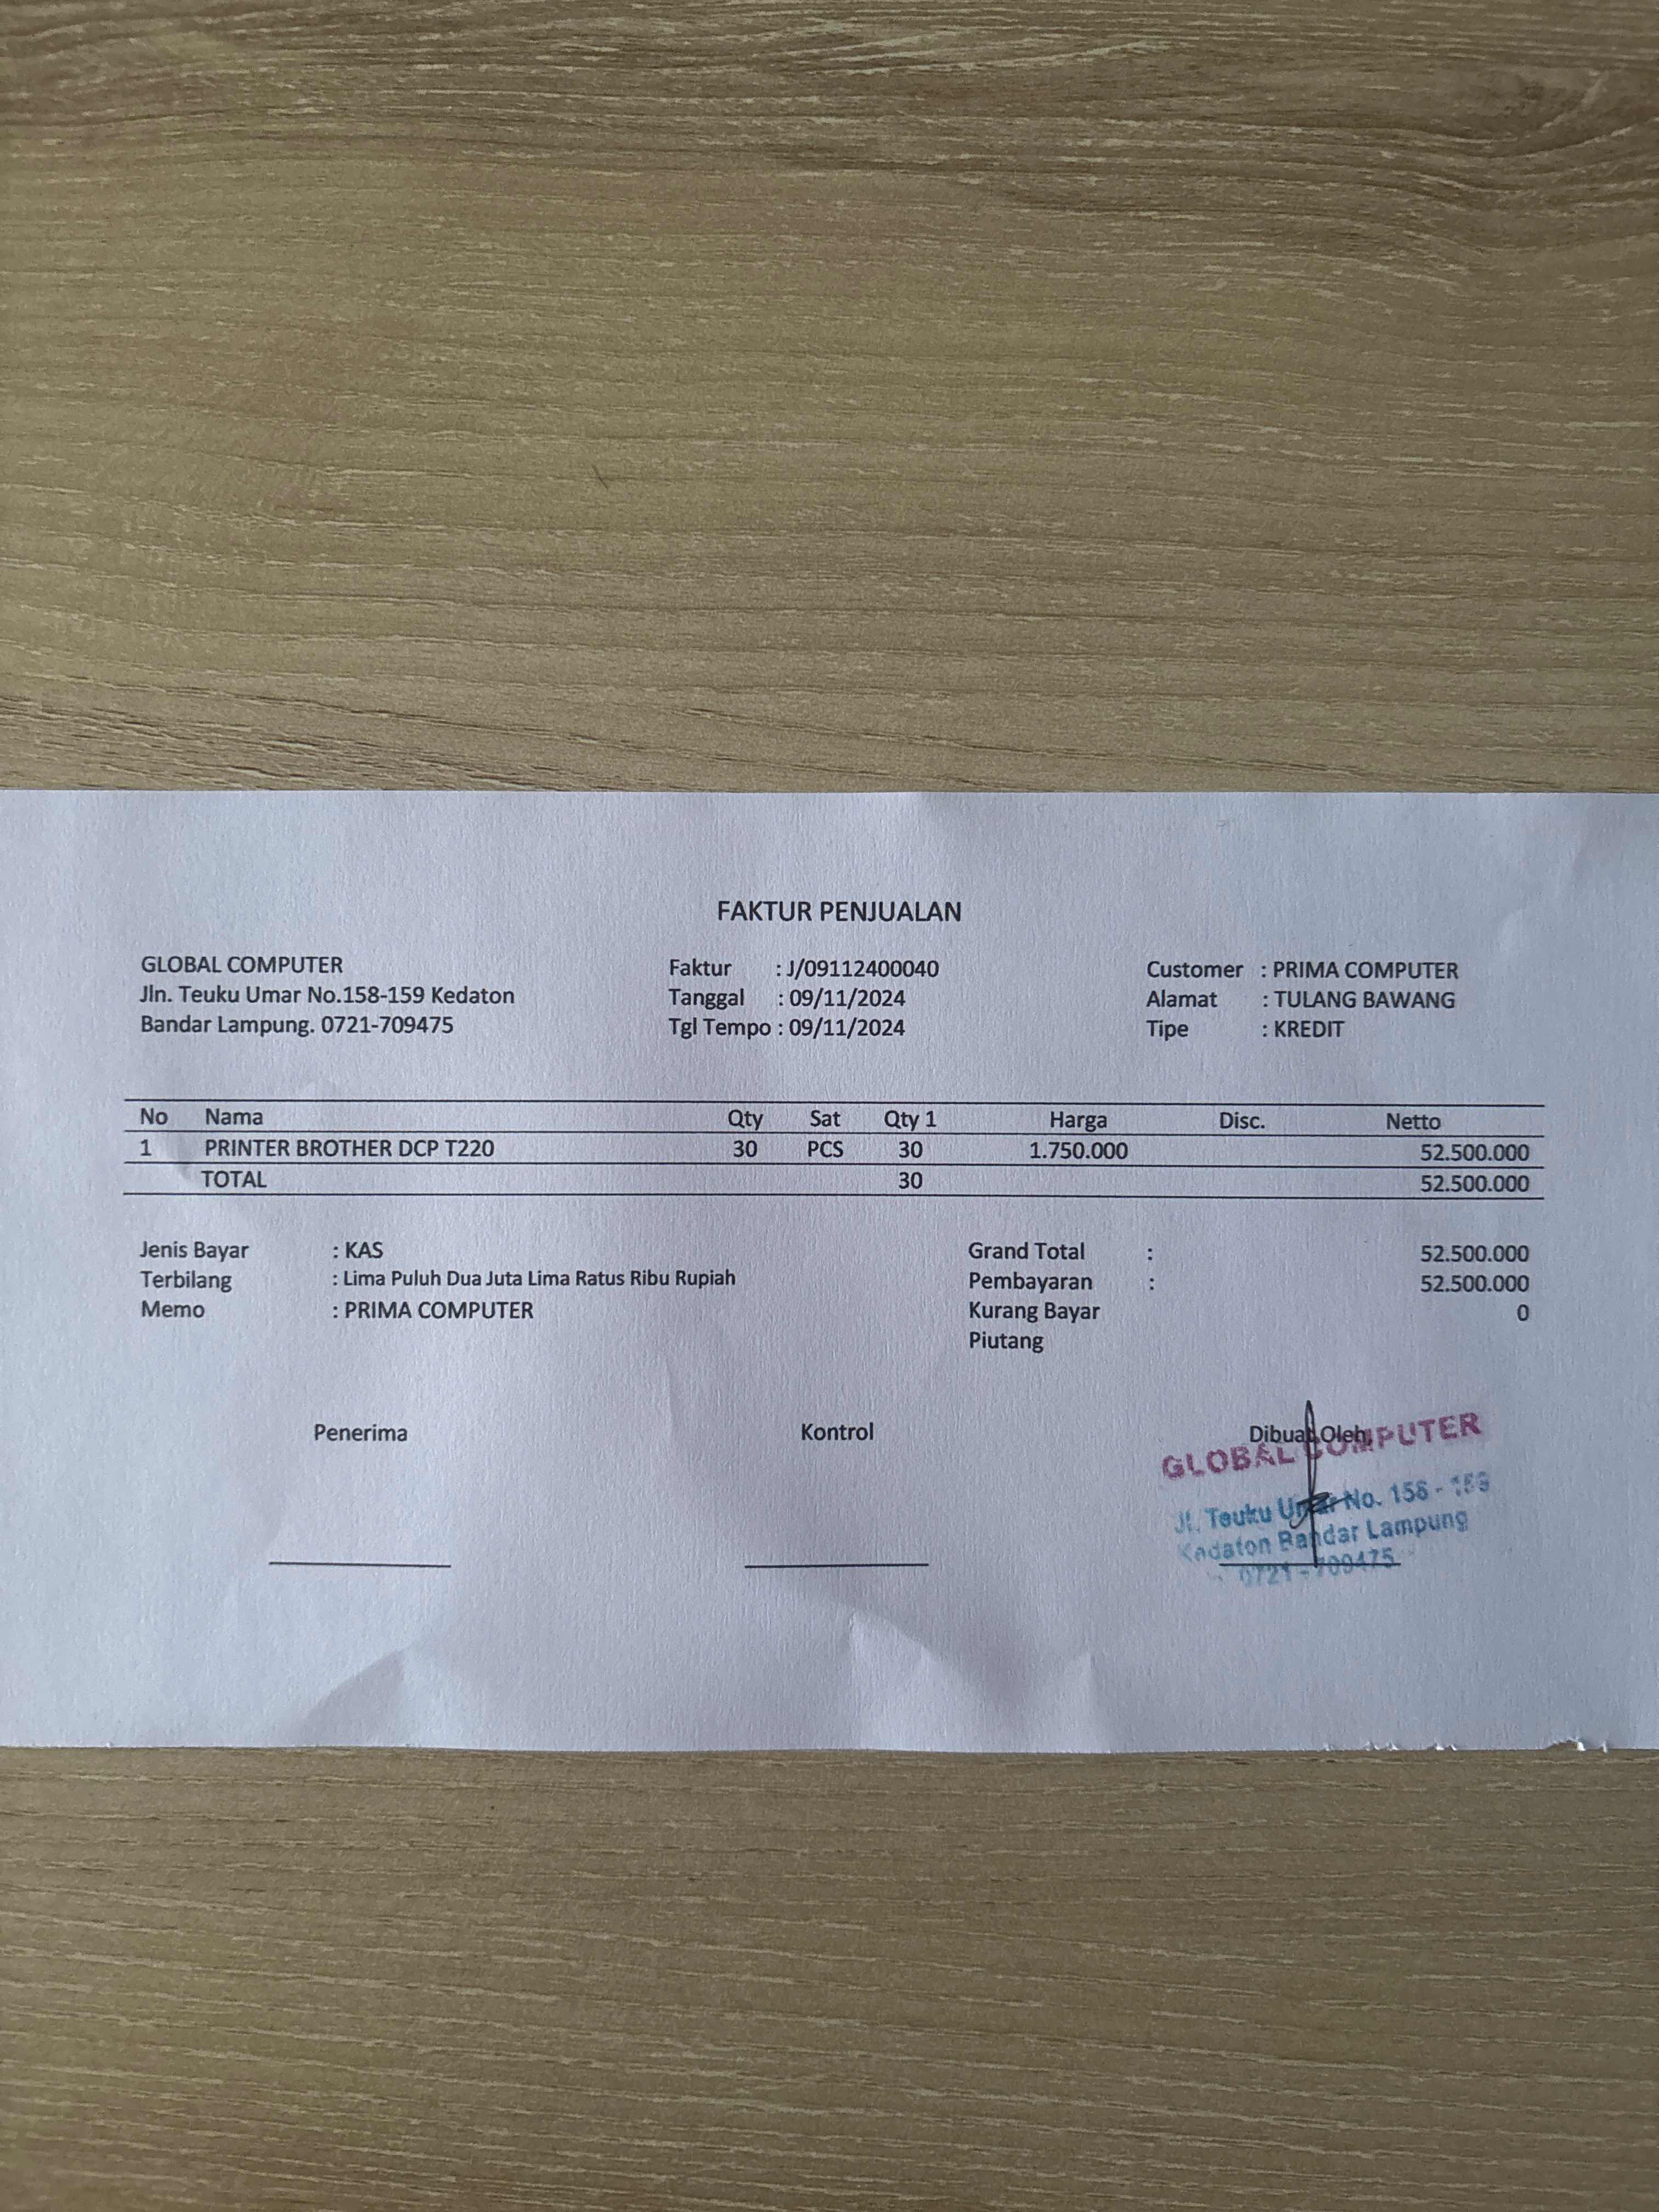 FAKTUR PENJUALAN
GLOBAL COMPUTER
Jln. Teuku Umar No.158-159 Kedaton
Bandar Lampung. 0721-709475
Faktur : J/09112400040
Tanggal : 09/11/2024
Tgl Tempo : 09/11/2024
Customer : PRIMA COMPUTER
Alamat : TULANG BAWANG
Tipe : KREDIT
No Nama Qty Sat Qty 1 Harga Disc. Netto
1 PRINTER BROTHER DCP T220 30 PCS 30 1.750.000 52.500.000
TOTAL 30 52.500.000
Jenis Bayar : KAS
Terbilang : Lima Puluh Dua Juta Lima Ratus Ribu Rupiah
Memo : PRIMA COMPUTER
Grand Total : 52.500.000
Pembayaran : 52.500.000
Kurang Bayar 0
Piutang
Penerima Kontrol Dibuat Oleh,
GLOBAL COMPUTER
Jl. Teuku Umar No. 158 - 159
Kedaton Bandar Lampung
0721 - 709475